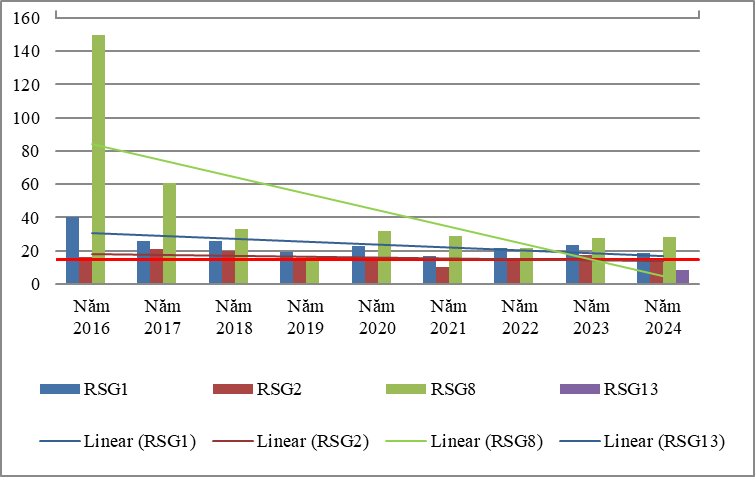 160
140
120
100
80
60
40
20
0
Năm Năm Năm Năm Năm Năm Năm Năm Năm
2016 2017 2018 2019 2020 2021 2022 2023 2024
RSG1 RSG2 RSG8 RSG13
Linear (RSG1) Linear (RSG2) Linear (RSG8) Linear (RSG13)